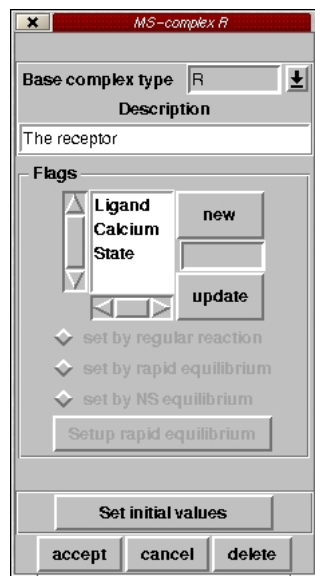 MS-complex R
Base complex type R
Description
The receptor
Flags
Ligand
Calcium
State
new
update
set by regular reaction
set by rapid equilibrium
set by NS equilibrium
Setup rapid equilibrium
Set initial values
accept cancel delete